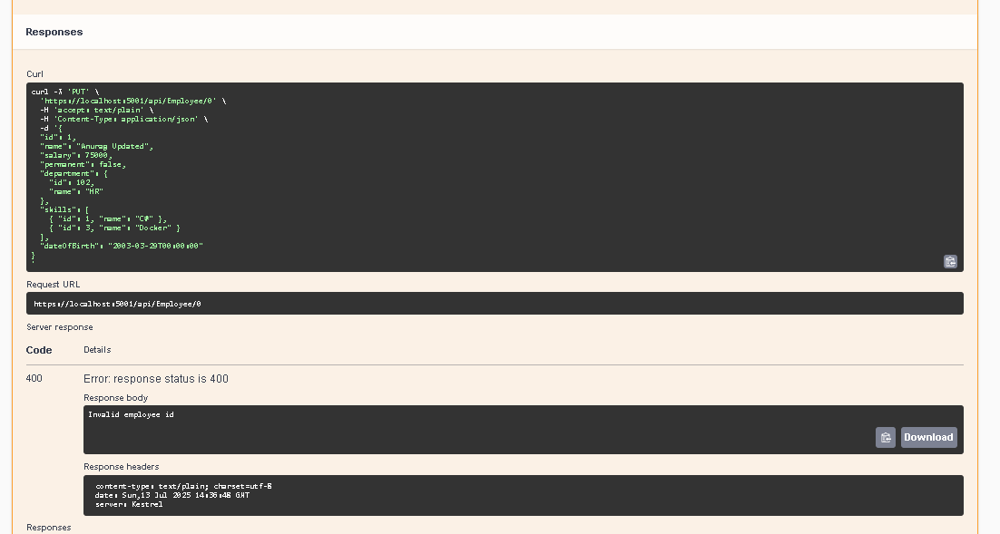 Responses
Curl
curl -X 'PUT' \
'https://localhost:5001/api/Employee/0' \
-H 'accept: text/plain' \
-H 'Content-Type: application/json' \
-d '{
"id": 1,
"name": "Anurag Updated",
"salary": 75000,
"permanent": false,
"department": {
"id": 102,
"name": "HR"
},
"skills": [
{ "id": 1, "name": "C#" },
{ "id": 3, "name": "Docker" }
],
"dateOfBirth": "2003-03-29T00:00:00"
}
'
Request URL
https://localhost:5001/api/Employee/0
Server response
Code Details
400 Error: response status is 400
Response body
Invalid employee id
Download
Response headers
content-type: text/plain; charset=utf-8
date: Sun,13 Jul 2025 14:36:48 GMT
server: Kestrel
Responses